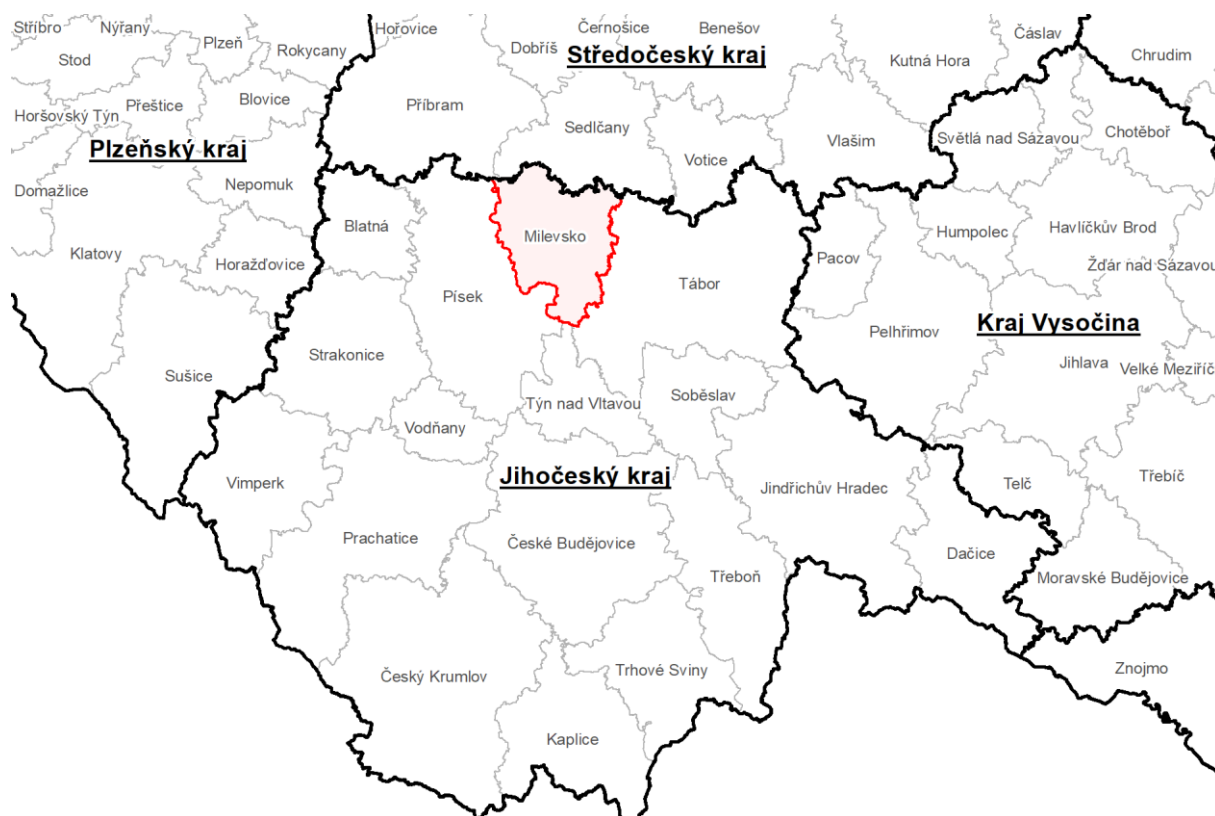 Stříbro
Nýřany
Plzeň
Rokycany
Hořovice
Dobříš
Černošice
Benešov
Čáslav
Chrudim
Stod
Středočeský kraj
Kutná Hora
Přeštice
Blovice
Příbram
Horšovský Týn
Sedlčany
Vlašim
Světlá nad Sázavou
Chotěboř
Plzeňský kraj
Votice
Domažlice
Nepomuk
Blatná
Milevsko
Humpolec
Havlíčkův Brod
Klatovy
Horažďovice
Pacov
Žďár nad Sázavou
Písek
Tábor
Pelhřimov
Kraj Vysočina
Strakonice
Jihlava
Velké Meziříč
Sušice
Týn nad Vltavou
Soběslav
Vodňany
Jihočeský kraj
Vimperk
Jindřichův Hradec
Telč
Třebíč
Prachatice
České Budějovice
Dačice
Třeboň
Moravské Budějovice
Český Krumlov
Trhové Sviny
Znojmo
Kaplice